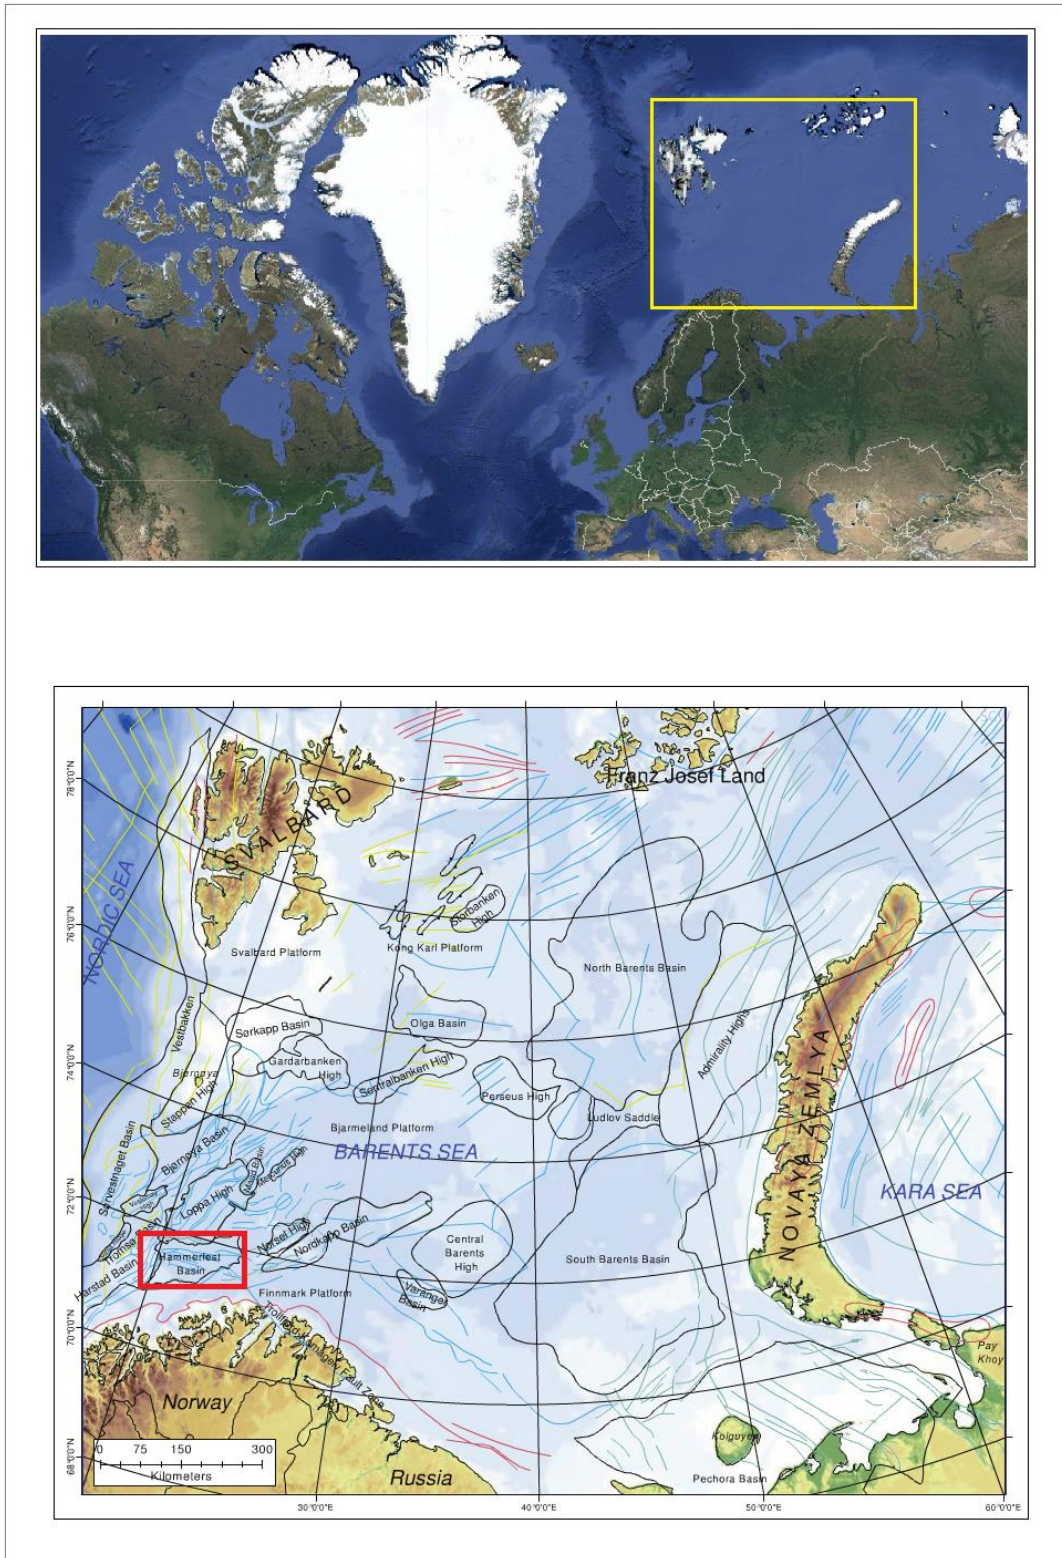 Franz Josef Land
SVALBARD
NORDIC SEA
78°0'0"N
76°0'0"N
74°0'0"N
72°0'0"N
70°0'0"N
68°0'0"N
Storbanken
High
Svalbard Platform
Kong Karl Platform
North Barents Basin
Vestbakken
Sørkapp Basin
Olga Basin
Admirality Highs
Gardarbanken
High
Sentralbanken High
Bjørnøya
Stappen High
Perseus High
Ludlov Saddle
Bjarmeland Platform
BARENTS SEA
NOVAYA ZEMLYA
KARA SEA
Sørvestnaget Basin
Bjørnøya Basin
Loppa High
Tromsø Basin
Harstad Basin
Hammerfest
Basin
Norsel High
Nordkapp Basin
Central
Barents
High
South Barents Basin
Finnmark Platform
Varanger
Basin
Pay
Khoy
Norway
Kolguyev
Russia
Pechora Basin
0 75 150 300
Kilometers
30°0'0"E
40°0'0"E
50°0'0"E
60°0'0"E